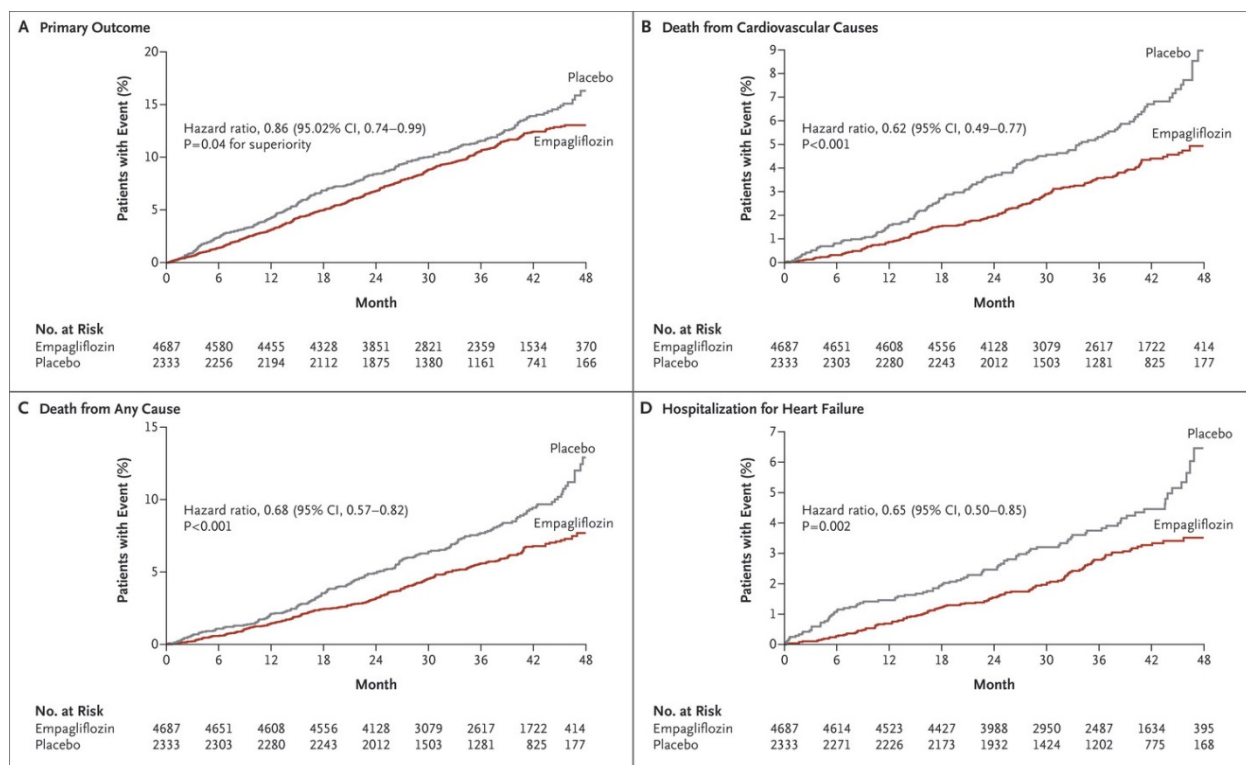 A Primary Outcome
20
15
10
5
0
Patients with Event (%)
Placebo
Hazard ratio, 0.86 (95.02% CI, 0.74–0.99)
P=0.04 for superiority
Empagliflozin
0 6 12 18 24 30 36 42 48
Month
No. at Risk
Empagliflozin 4687 4580 4455 4328 3851 2821 2359 1534 370
Placebo 2333 2256 2194 2112 1875 1380 1161 741 166
B Death from Cardiovascular Causes
9
8
7
6
5
4
3
2
1
0
Patients with Event (%)
Placebo
Hazard ratio, 0.62 (95% CI, 0.49–0.77)
P<0.001
Empagliflozin
0 6 12 18 24 30 36 42 48
Month
No. at Risk
Empagliflozin 4687 4651 4608 4556 4128 3079 2617 1722 414
Placebo 2333 2303 2280 2243 2012 1503 1281 825 177
C Death from Any Cause
15
10
5
0
Patients with Event (%)
Placebo
Hazard ratio, 0.68 (95% CI, 0.57–0.82)
P<0.001
Empagliflozin
0 6 12 18 24 30 36 42 48
Month
No. at Risk
Empagliflozin 4687 4651 4608 4556 4128 3079 2617 1722 414
Placebo 2333 2303 2280 2243 2012 1503 1281 825 177
D Hospitalization for Heart Failure
7
6
5
4
3
2
1
0
Patients with Event (%)
Placebo
Hazard ratio, 0.65 (95% CI, 0.50–0.85)
P=0.002
Empagliflozin
0 6 12 18 24 30 36 42 48
Month
No. at Risk
Empagliflozin 4687 4614 4523 4427 3988 2950 2487 1634 395
Placebo 2333 2271 2226 2173 1932 1424 1202 775 168